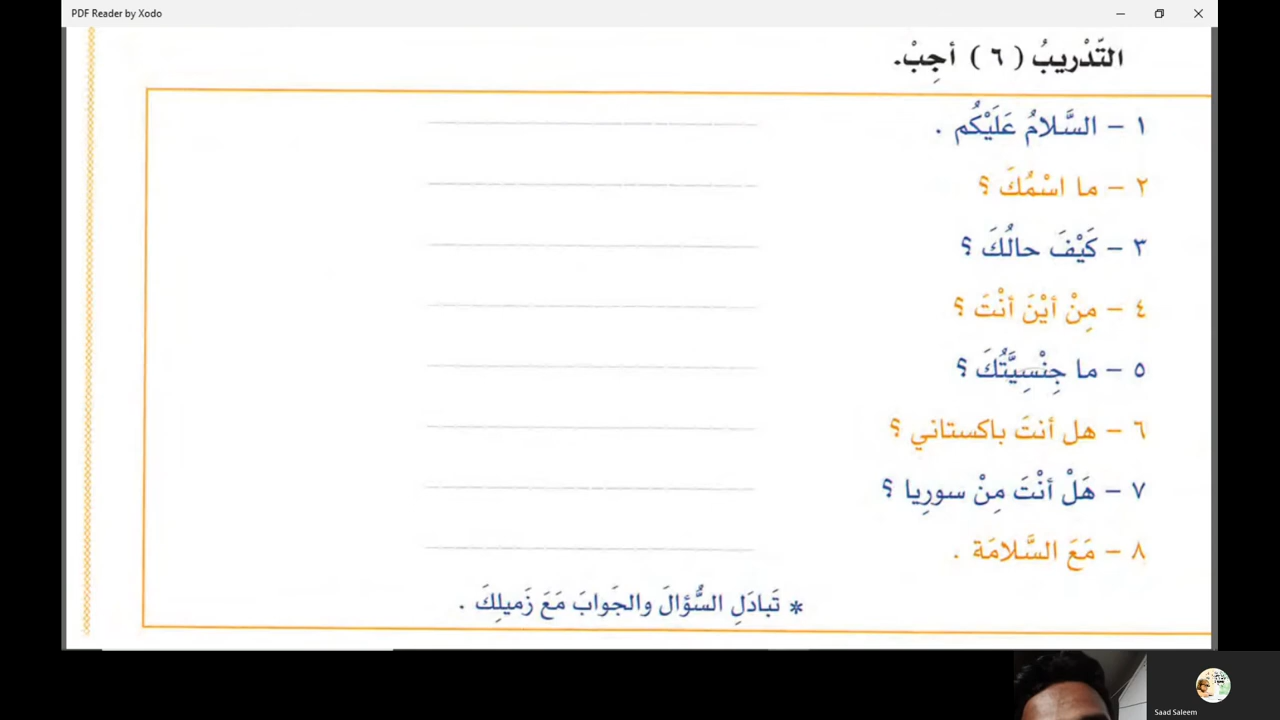 PDF Reader by Xodo
التّدْريبُ ( ٦ ) أجِبْ.
١ – السَّلامُ عَلَيْكُم .
٢ – ما اسْمُكَ ؟
٣ – كَيْفَ حالُكَ ؟
٤ – مِنْ أيْنَ أنْتَ ؟
٥ – ما جِنْسِيَّتُكَ ؟
٦ – هل أنتَ باكستاني ؟
٧ – هَلْ أنْتَ مِنْ سورِيا ؟
٨ – مَعَ السَّلامَة .
* تَبادَلِ السُّؤالَ والجَوابَ مَعَ زَميلِكَ .
Saad Saleem